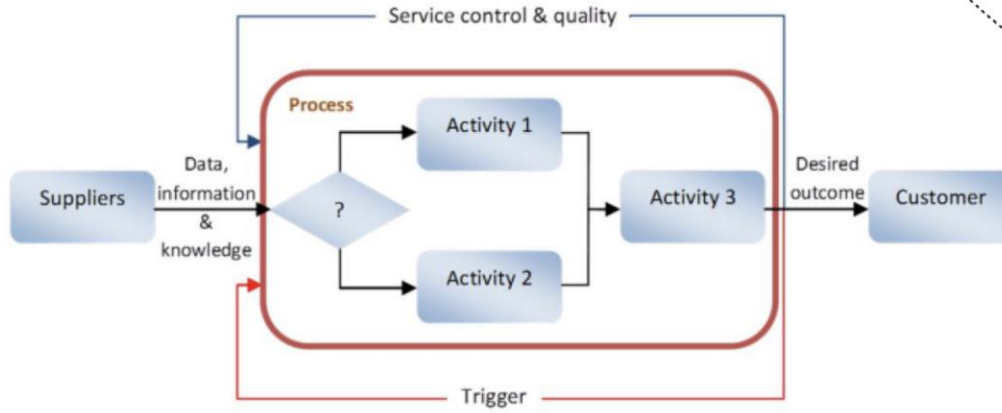 Service control & quality
Process
Activity 1
Data,
information
&
knowledge
Suppliers
?
Activity 2
Activity 3
Desired
outcome
Customer
Trigger